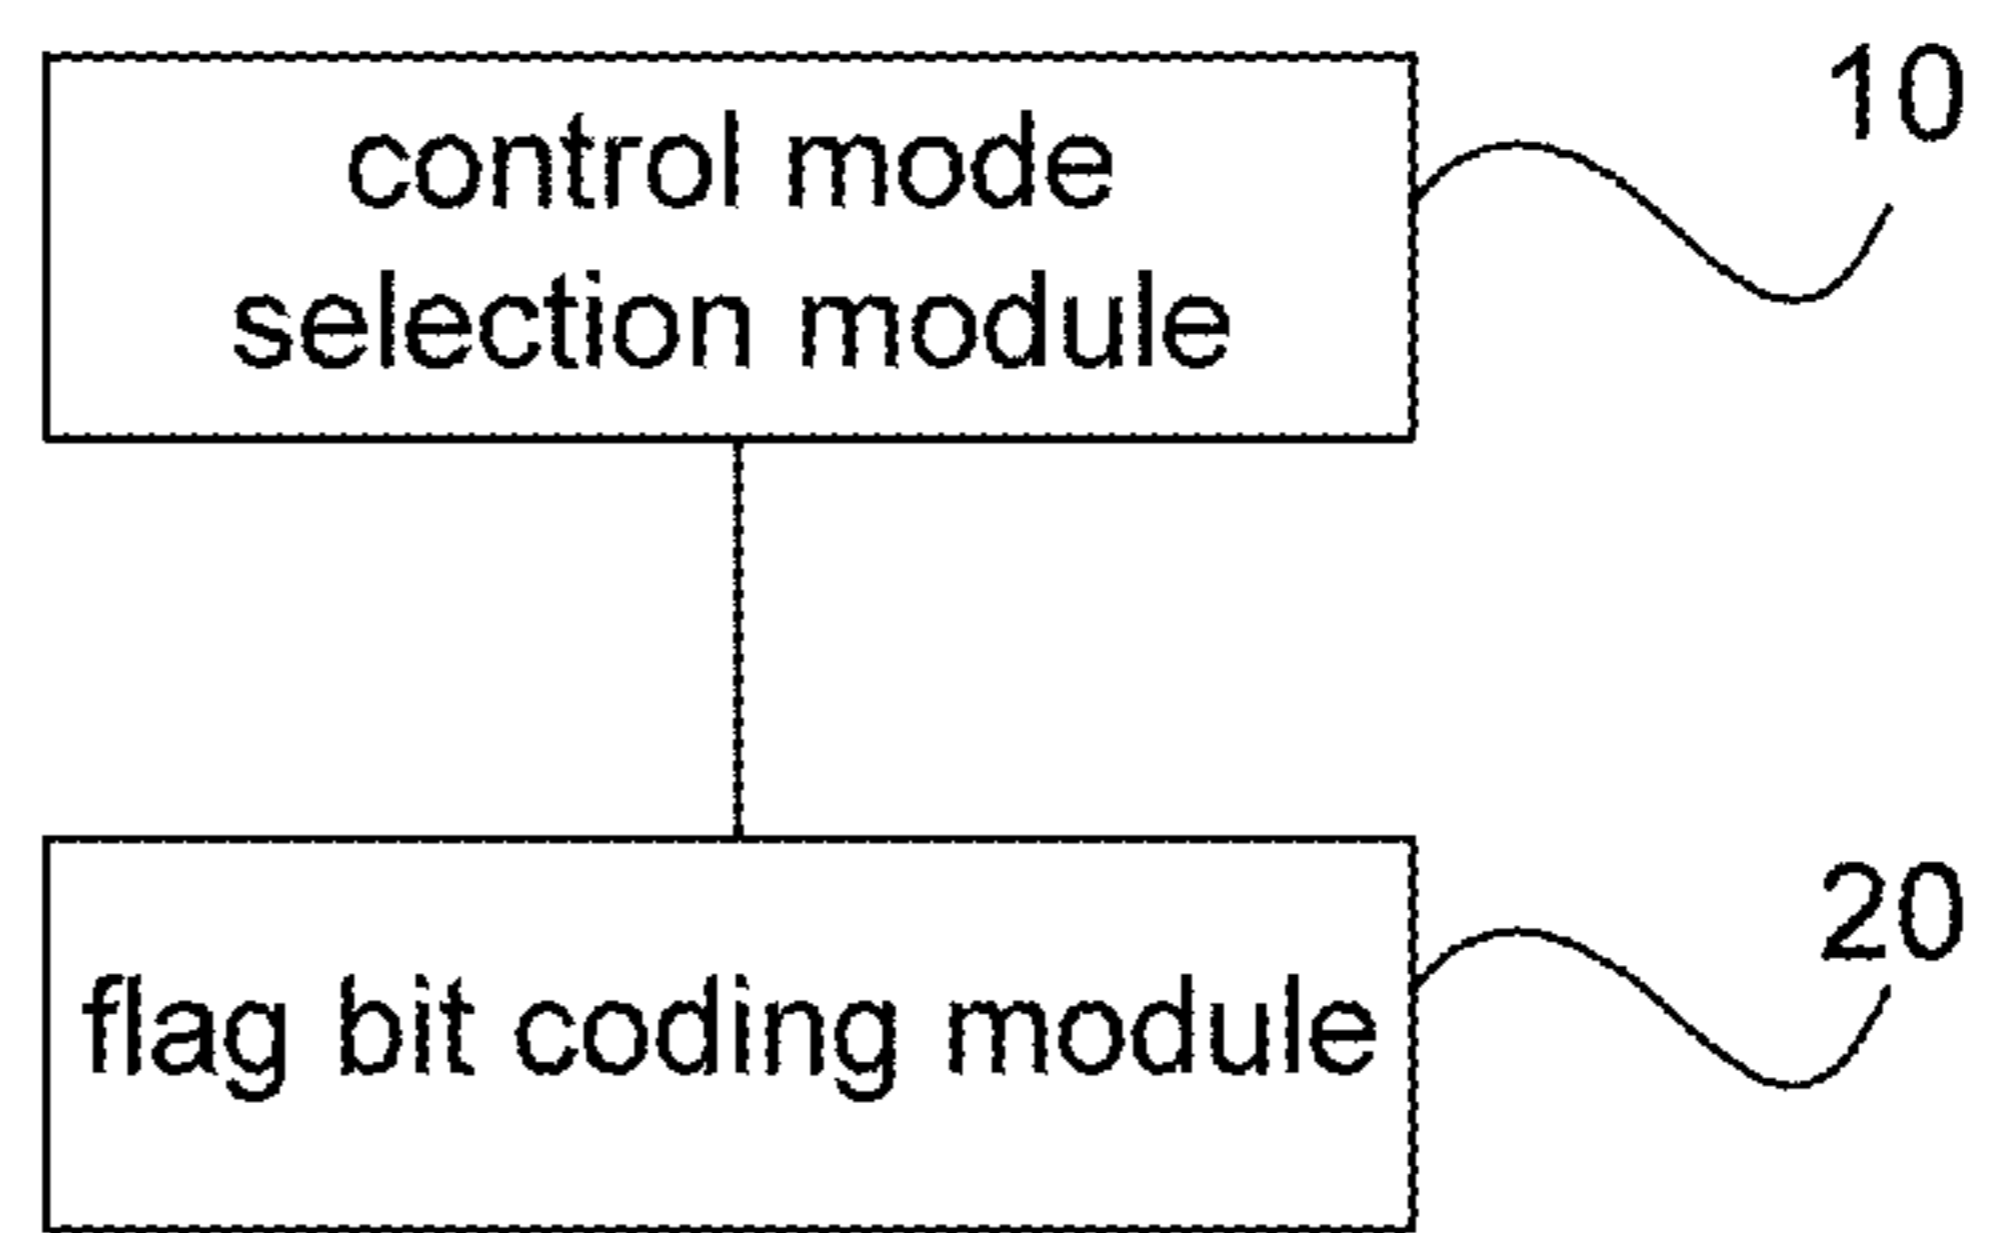 control mode
selection module
10
flag bit coding module
20